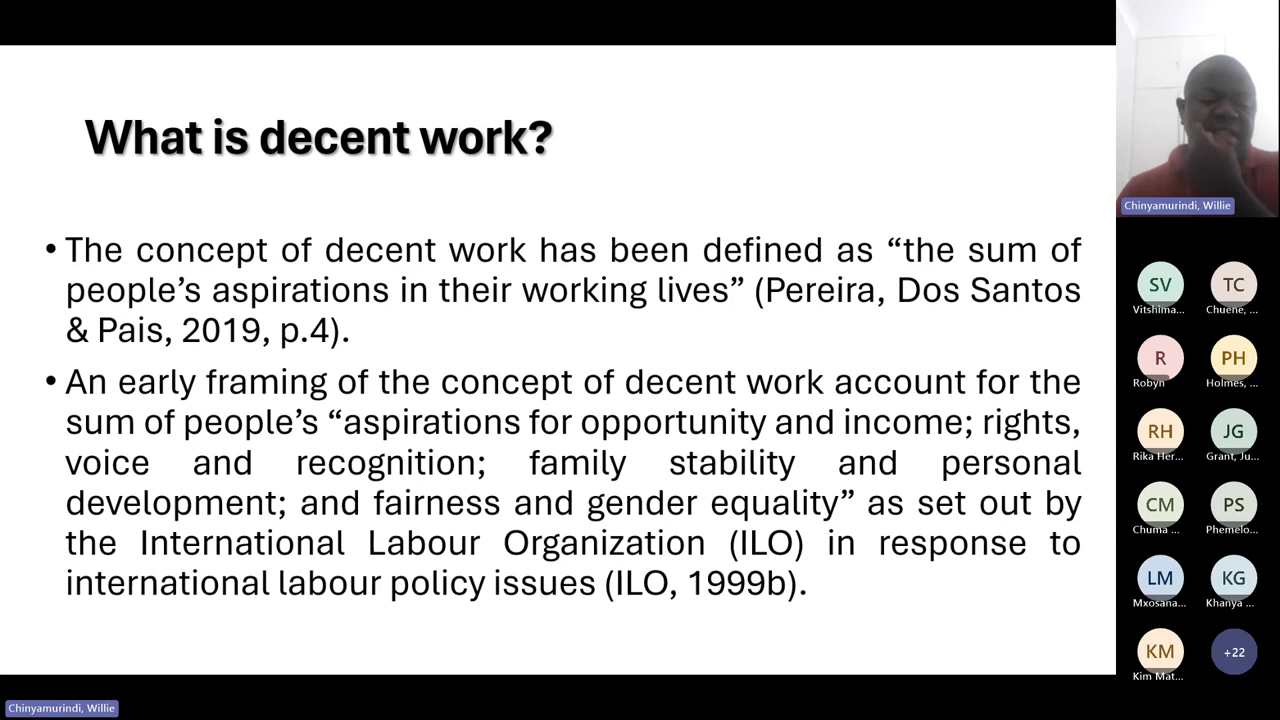 What is decent work?
• The concept of decent work has been defined as “the sum of
people’s aspirations in their working lives” (Pereira, Dos Santos
& Pais, 2019, p.4).
• An early framing of the concept of decent work account for the
sum of people’s “aspirations for opportunity and income; rights,
voice and recognition; family stability and personal
development; and fairness and gender equality” as set out by
the International Labour Organization (ILO) in response to
international labour policy issues (ILO, 1999b).
Chinyamurindi, Willie
SV TC
Vitshima... Chuene, ...
R PH
Robyn Holmes, ...
RH JG
Rika Her... Grant, Ju...
CM PS
Chuma ... Phemelo...
LM KG
Mxosana... Khanya ...
KM +22
Kim Mat...
Chinyamurindi, Willie